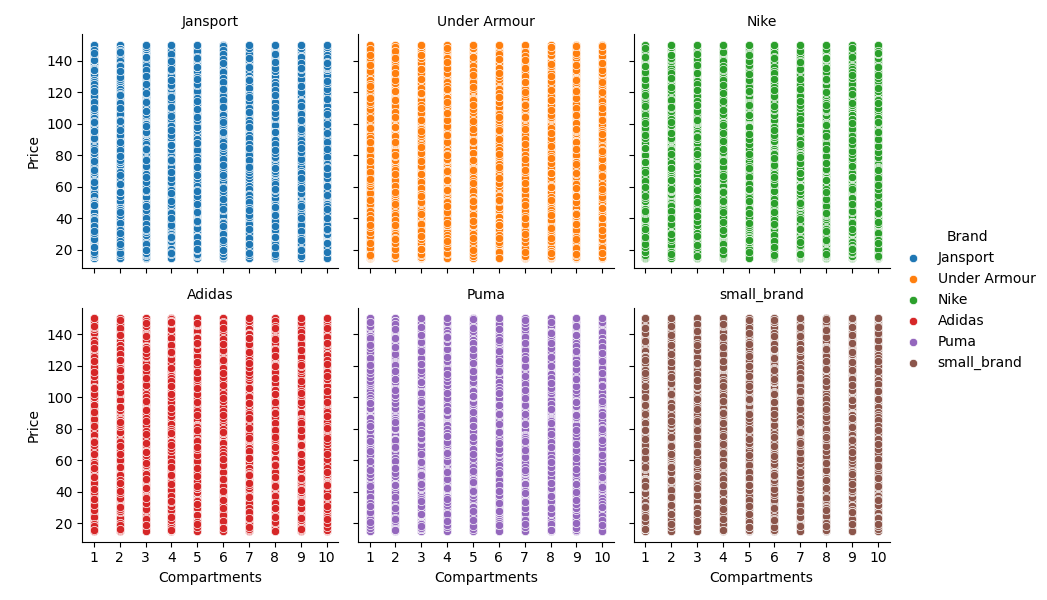 Jansport
Under Armour
Nike
Price
140
120
100
80
60
40
20
Adidas
Puma
small_brand
Price
140
120
100
80
60
40
20
1 2 3 4 5 6 7 8 9 10
1 2 3 4 5 6 7 8 9 10
1 2 3 4 5 6 7 8 9 10
Compartments
Compartments
Compartments
Brand
Jansport
Under Armour
Nike
Adidas
Puma
small_brand